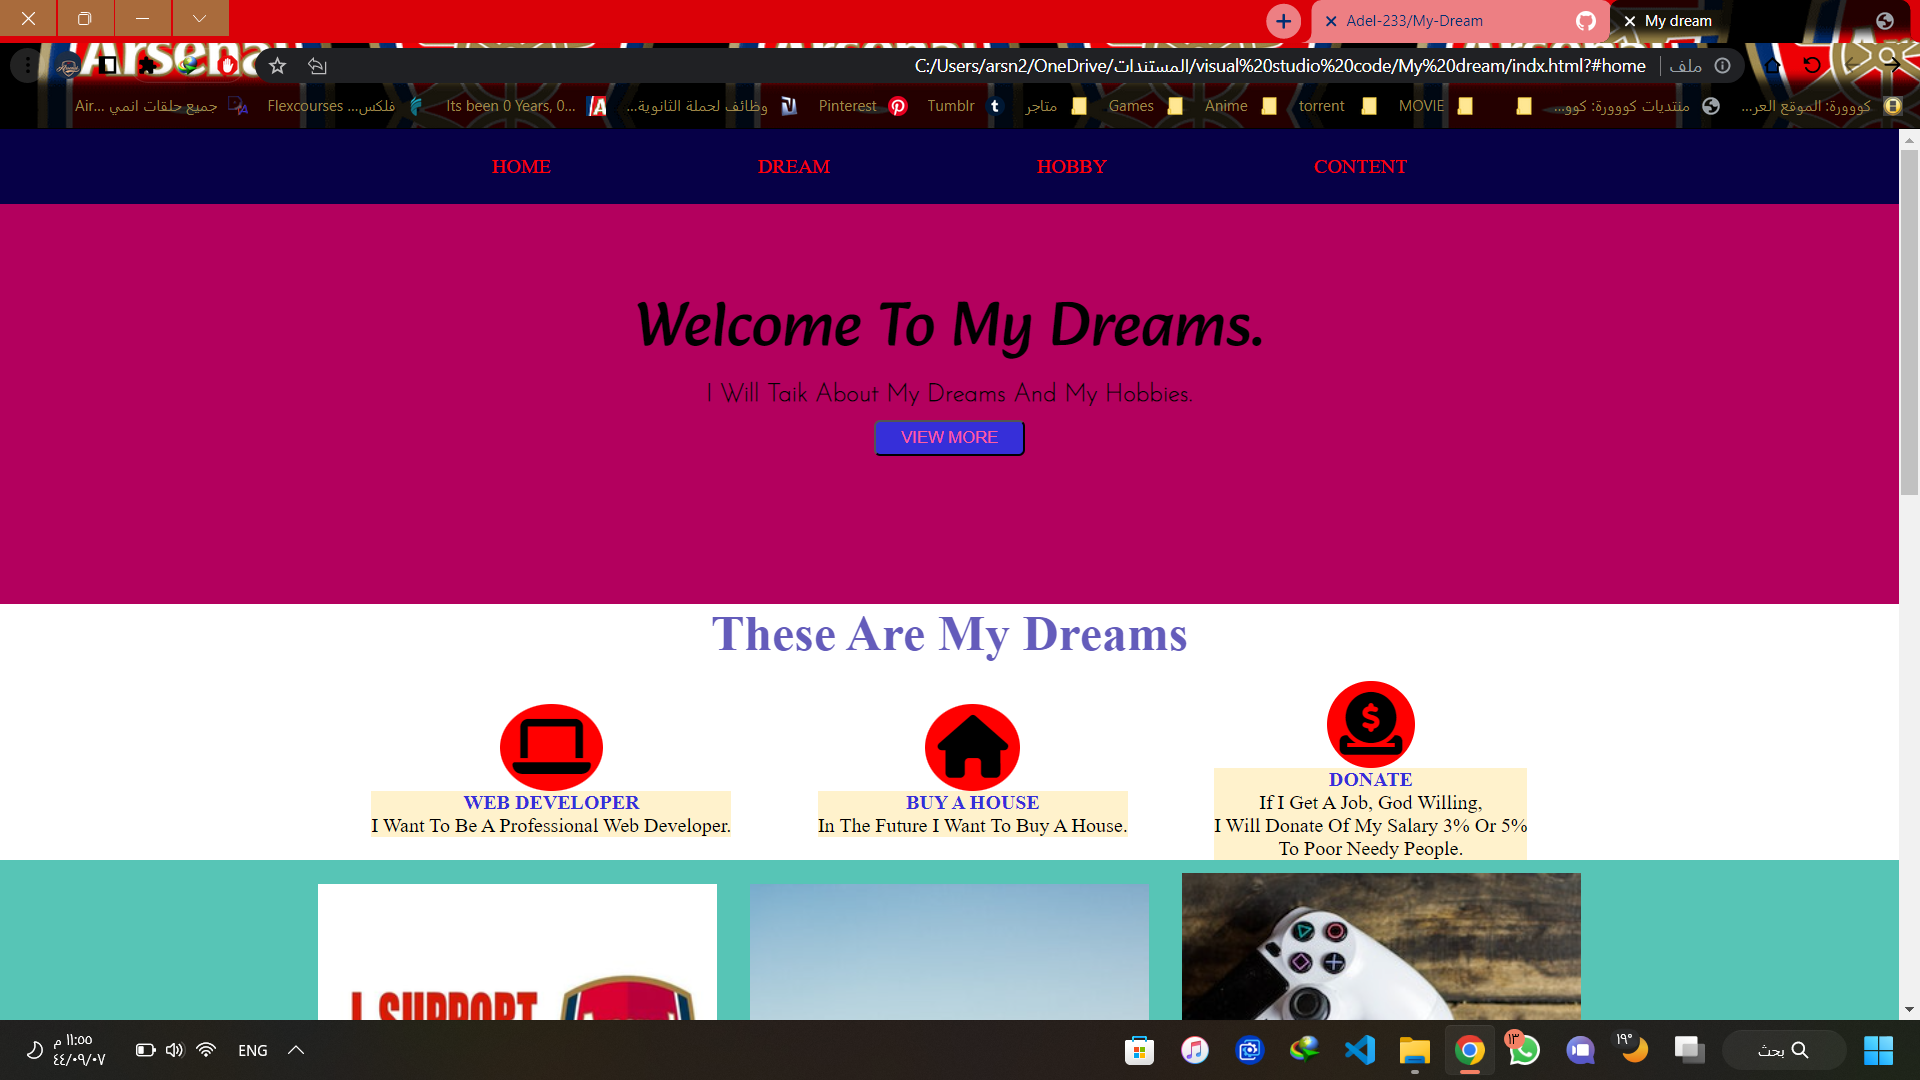 Adel-233/My-Dream
My dream
C:/Users/arsn2/OneDrive/المستندات/visual%20studio%20code/My%20dream/indx.html?#home
ملف
جميع حلقات انمي ...Air
Flexcourses ...فلكس
Its been 0 Years, 0...
وظائف لحملة الثانوية...
Pinterest
Tumblr
متاجر
Games
Anime
torrent
MOVIE
منتديات كووورة: كوو...
كووورة: الموقع العر...
HOME
DREAM
HOBBY
CONTENT
Welcome To My Dreams.
I Will Taik About My Dreams And My Hobbies.
VIEW MORE
These Are My Dreams
WEB DEVELOPER
I Want To Be A Professional Web Developer.
BUY A HOUSE
In The Future I Want To Buy A House.
DONATE
If I Get A Job, God Willing,
I Will Donate Of My Salary 3% Or 5%
To Poor Needy People.
I SUPPORT
١١:٥٥ م
٤٤/٠٩/٠٧
ENG
١٣
١٩°
بحث